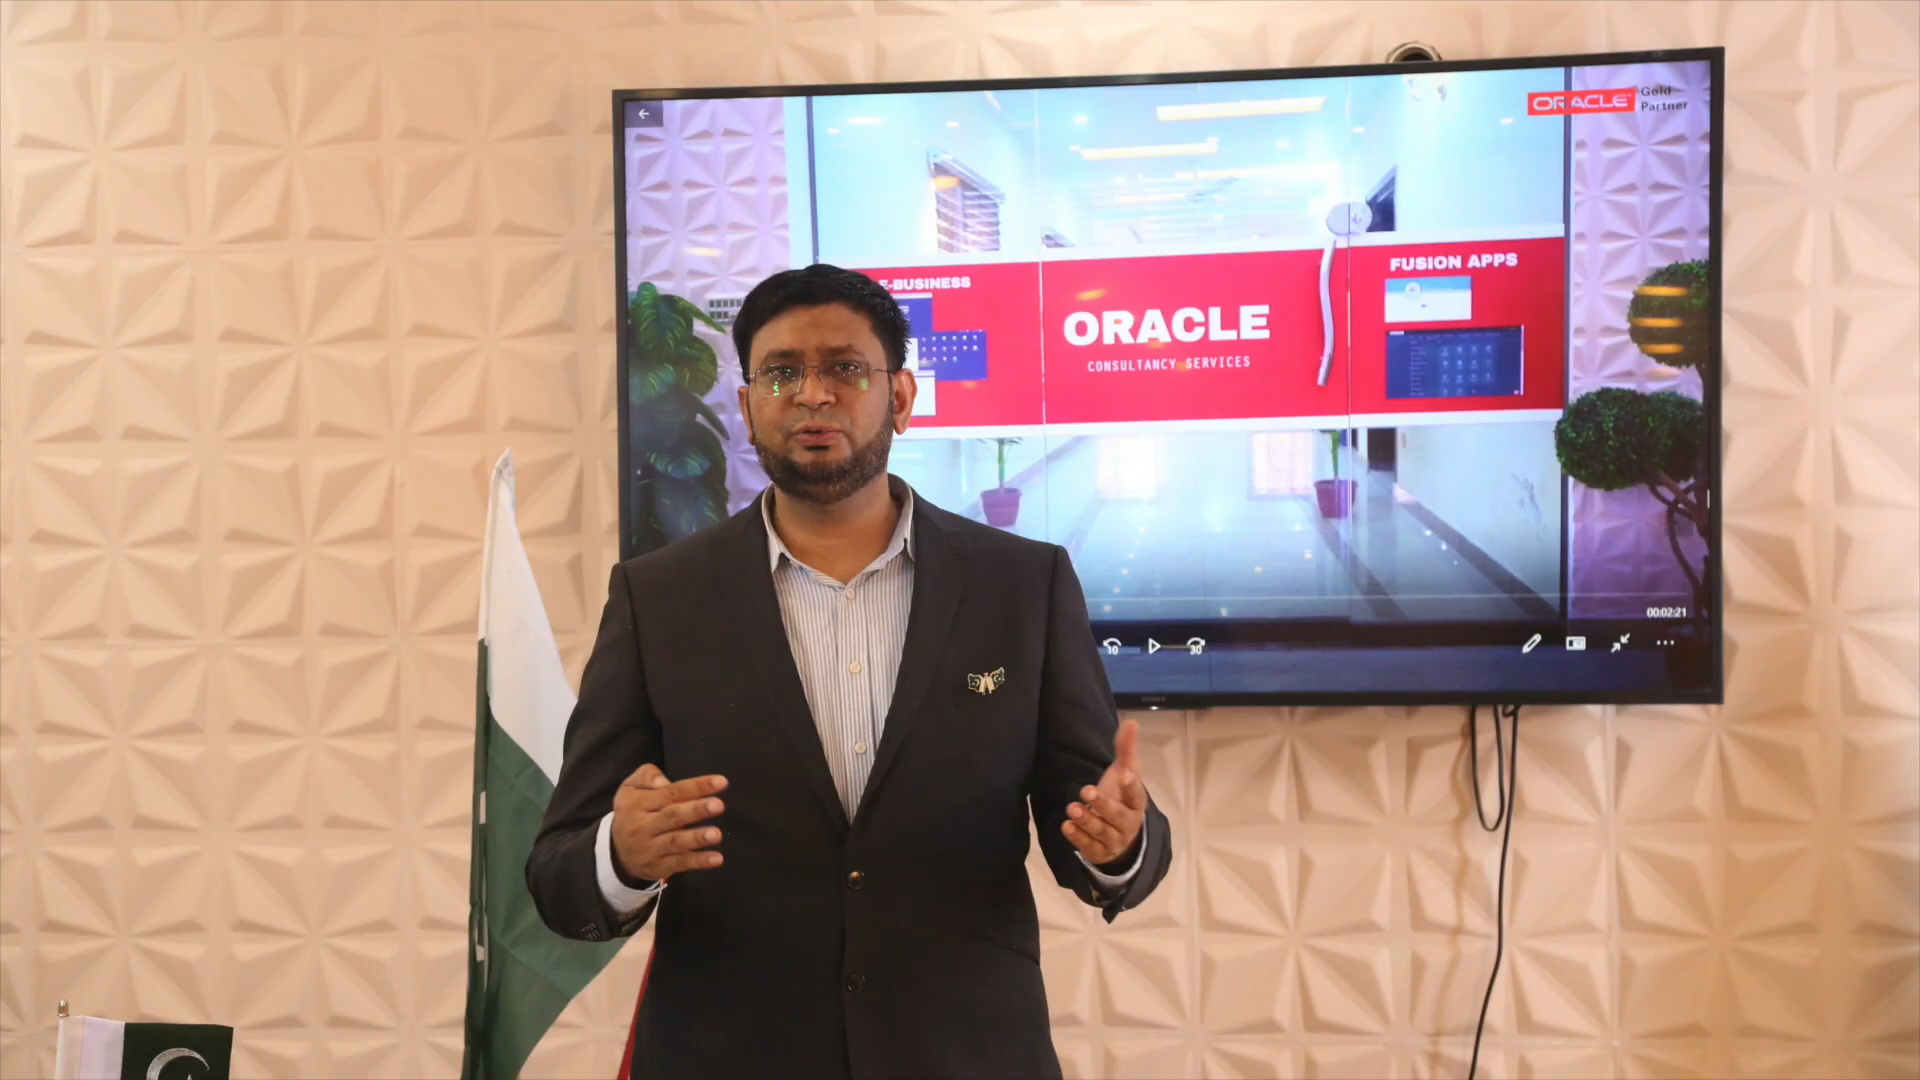 ORACLE Gold
Partner
E-BUSINESS
FUSION APPS
ORACLE
CONSULTANCY SERVICES
00:02:21
10
30